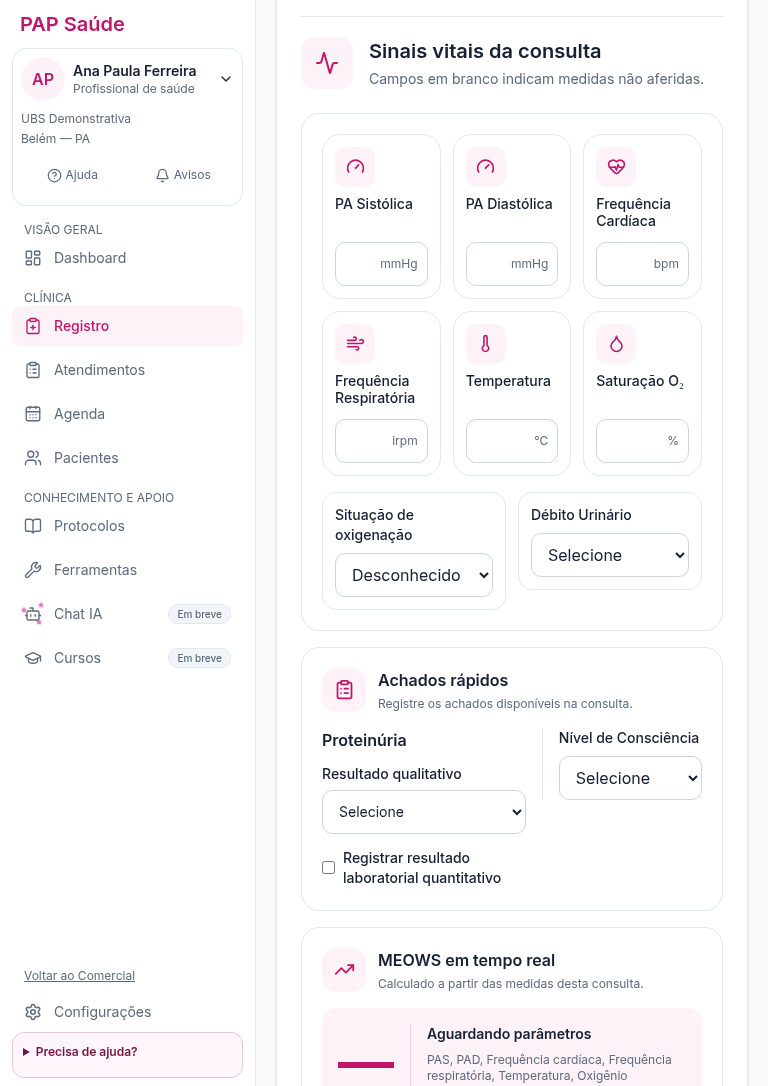 PAP Saúde
AP
Ana Paula Ferreira
Profissional de saúde
UBS Demonstrativa
Belém — PA
Ajuda
Avisos
VISÃO GERAL
Dashboard
CLÍNICA
Registro
Atendimentos
Agenda
Pacientes
CONHECIMENTO E APOIO
Protocolos
Ferramentas
Chat IA
Em breve
Cursos
Em breve
Voltar ao Comercial
Configurações
Precisa de ajuda?
Sinais vitais da consulta
Campos em branco indicam medidas não aferidas.
PA Sistólica
mmHg
PA Diastólica
mmHg
Frequência
Cardíaca
bpm
Frequência
Respiratória
irpm
Temperatura
°C
Saturação O₂
%
Situação de
oxigenação
Desconhecido
Débito Urinário
Selecione
Achados rápidos
Registre os achados disponíveis na consulta.
Proteinúria
Resultado qualitativo
Selecione
Registrar resultado
laboratorial quantitativo
Nível de Consciência
Selecione
MEOWS em tempo real
Calculado a partir das medidas desta consulta.
Aguardando parâmetros
PAS, PAD, Frequência cardíaca, Frequência
respiratória, Temperatura, Oxigênio